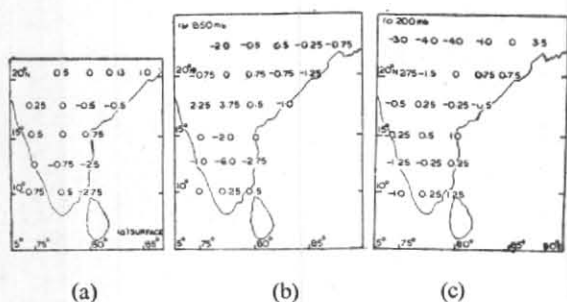 (b) 850 mb
-2.0 -0.5 0.5 -0.25 -0.75
20°N -0.75 0 0.75 -0.75 -1.25
2.25 3.75 0.5 -1.0
15° 0 -2.0 0
-3.0 -6.0 -2.75
10° 0 0.25 0.5
5° 75° 80° 85°
200 mb
-3.0 -4.0 -4.0 -1.0 0 3.5
20°N -1.5 0 0.75 0.75
-0.5 0.25 -0.25
15° 0.25 0.5
-1.25 0.25 0.25
10° -1.0 0.25 1.25
5° 75° 80° 85° 90°E
20°N 0.5 0 0.13 1.0
0.25 0 -0.5 -0.5
15° 0.5 0 0.75
0 -0.75 -2.5
10° 0.75 0.5 -2.75
(a) SURFACE
5° 75° 80° 85°
(a) (b) (c)